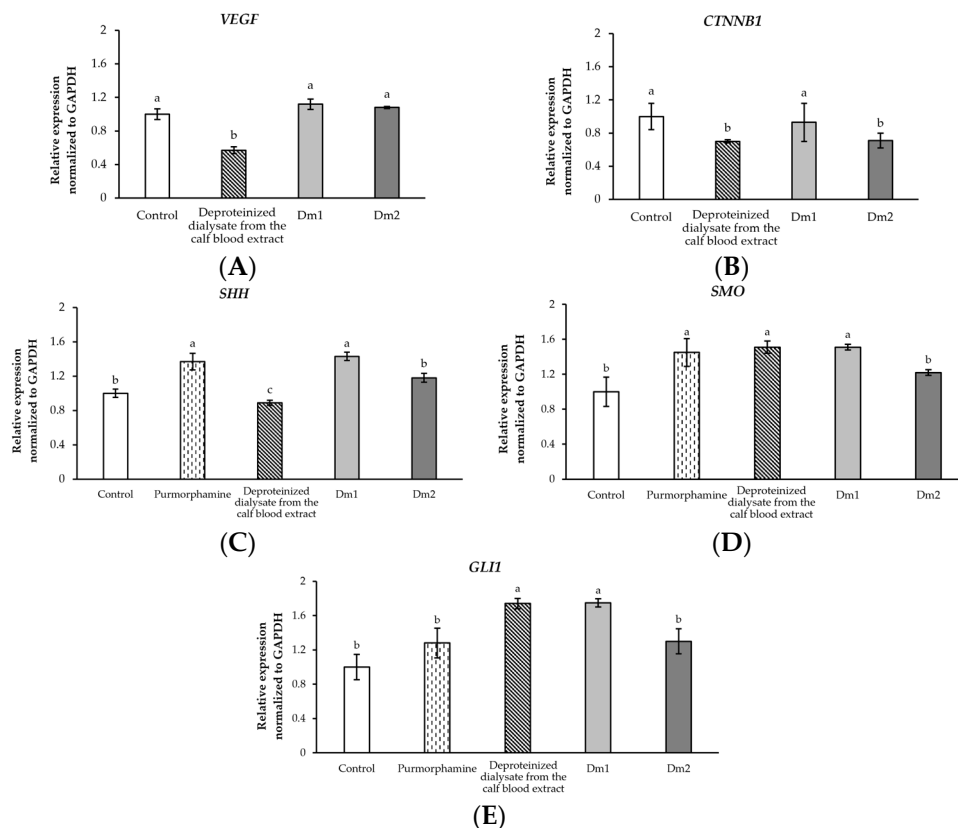 VEGF
Relative expression
normalized to GAPDH
2
1.6
1.2
0.8
0.4
0
a
b
a
a
Control
Deproteinized
dialysate from the
calf blood extract
Dm1
Dm2
(A)
CTNNB1
Relative expression
normalized to GAPDH
2
1.6
1.2
0.8
0.4
0
a
b
a
b
Control
Deproteinized
dialysate from the
calf blood extract
Dm1
Dm2
(B)
SHH
Relative expression
normalized to GAPDH
2
1.6
1.2
0.8
0.4
0
b
a
c
a
b
Control
Purmorphamine
Deproteinized
dialysate from the
calf blood extract
Dm1
Dm2
(C)
SMO
Relative expression
normalized to GAPDH
2
1.6
1.2
0.8
0.4
0
b
a
a
a
b
Control
Purmorphamine
Deproteinized
dialysate from the
calf blood extract
Dm1
Dm2
(D)
GLI1
Relative expression
normalized to GAPDH
2
1.6
1.2
0.8
0.4
0
b
b
a
a
b
Control
Purmorphamine
Deproteinized
dialysate from the
calf blood extract
Dm1
Dm2
(E)